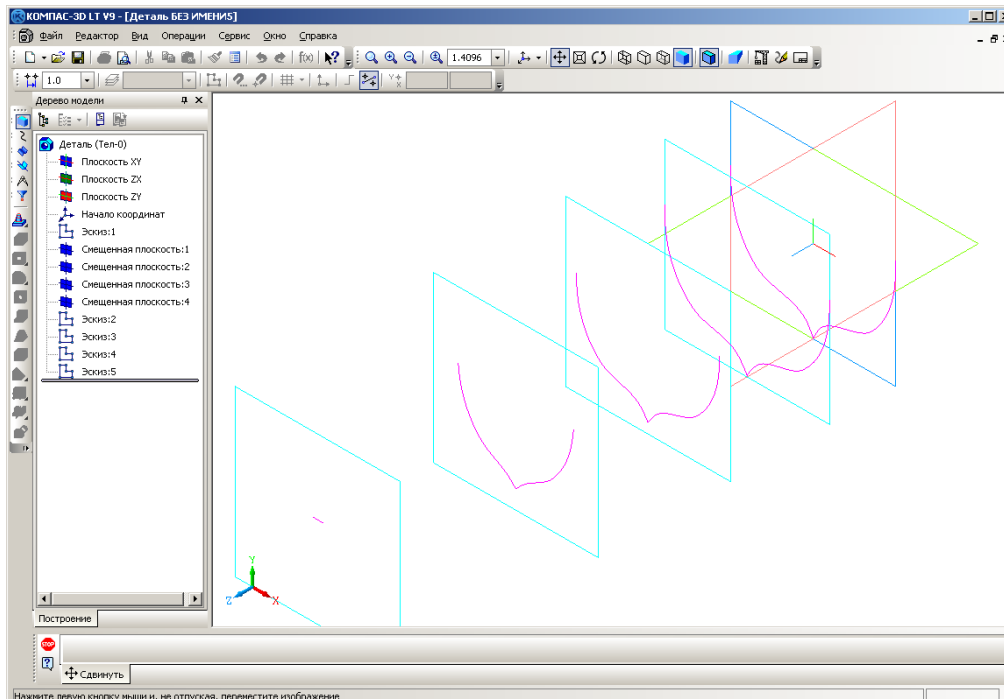 КОМПАС-3D LT V9 - [Деталь БЕЗ ИМЕНИ5]
Файл Редактор Вид Операции Сервис Окно Справка
1.4096
1.0
Дерево модели
Деталь (Тел-0)
Плоскость XY
Плоскость ZX
Плоскость ZY
Начало координат
Эскиз:1
Смещенная плоскость:1
Смещенная плоскость:2
Смещенная плоскость:3
Смещенная плоскость:4
Эскиз:2
Эскиз:3
Эскиз:4
Эскиз:5
Y
Z X
Построение
STOP
Сдвинуть
Нажмите левую кнопку мыши и, не отпуская, переместите изображение